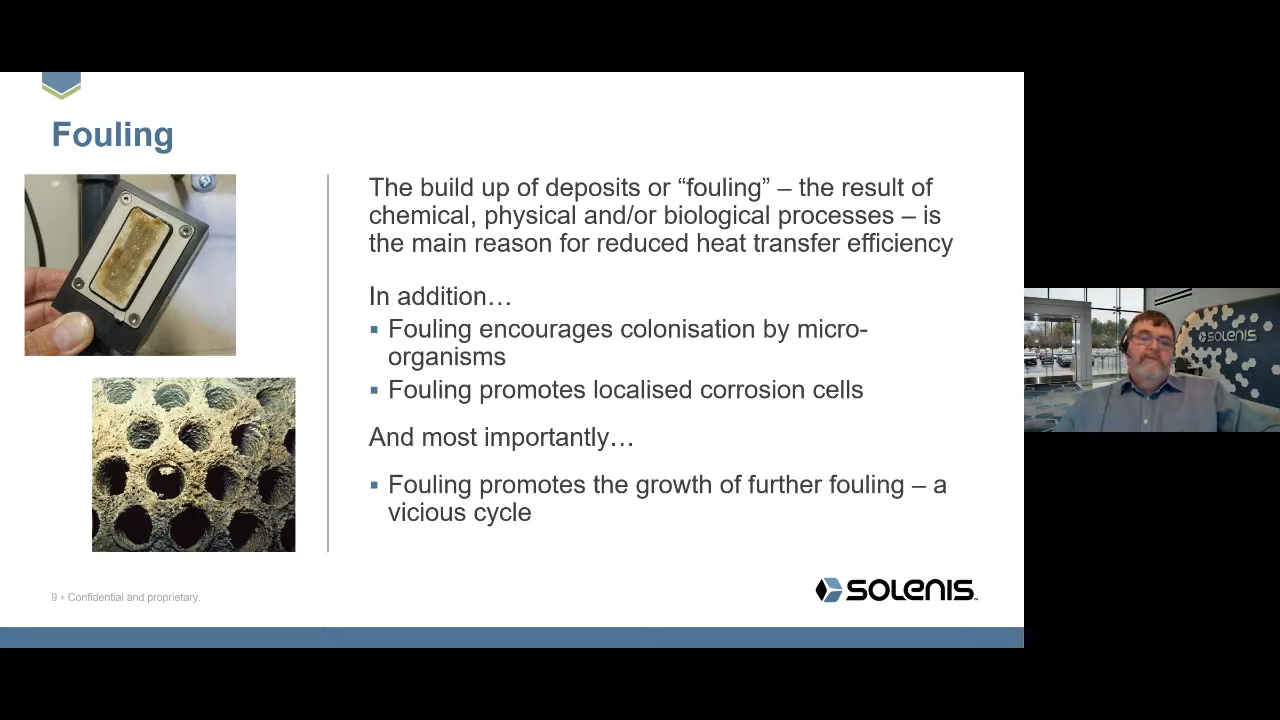 Fouling
The build up of deposits or “fouling” – the result of
chemical, physical and/or biological processes – is
the main reason for reduced heat transfer efficiency
In addition…
▪ Fouling encourages colonisation by micro-
organisms
▪ Fouling promotes localised corrosion cells
And most importantly…
▪ Fouling promotes the growth of further fouling – a
vicious cycle
9 ▪ Confidential and proprietary.
SOLENIS™
SOLENIS